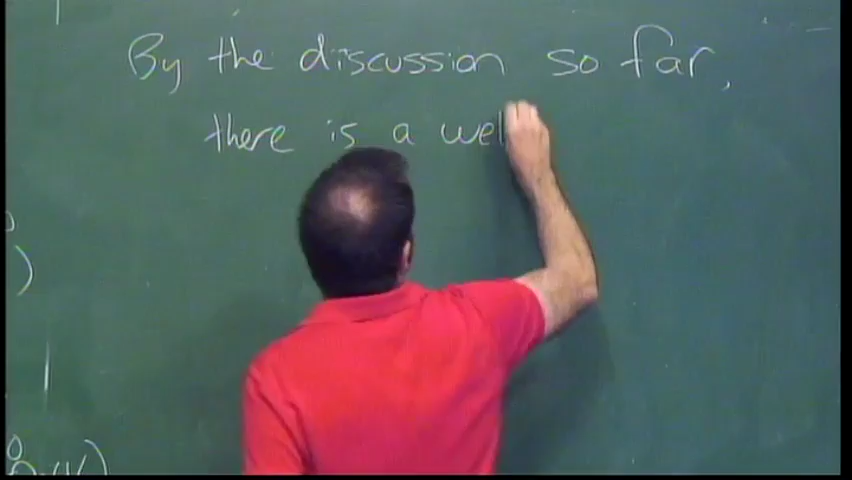 By the discussion so far,
there is a wel